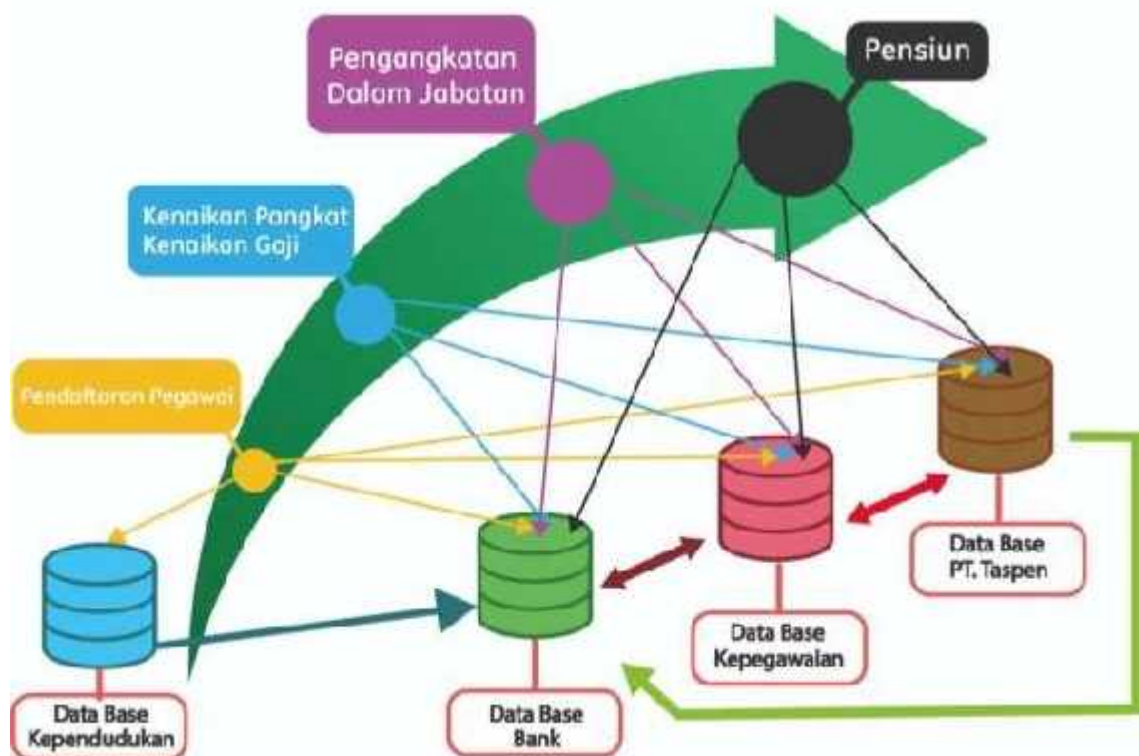 Pensiun
Pengangkatan
Dalam Jabatan
Kenaikan Pangkat
Kenaikan Gaji
Pendaftaran Pegawai
Data Base
PT. Taspen
Data Base
Kepegawaian
Data Base
Bank
Data Base
Kependudukan